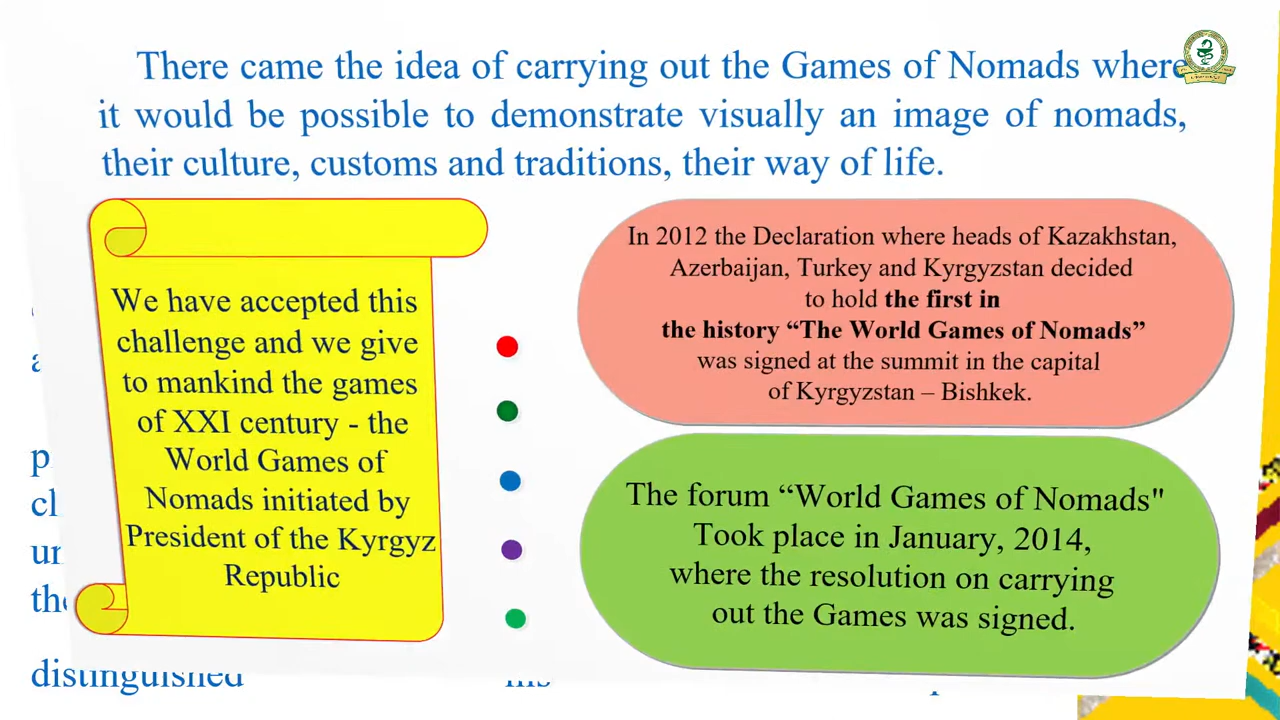 There came the idea of carrying out the Games of Nomads where
it would be possible to demonstrate visually an image of nomads,
their culture, customs and traditions, their way of life.
We have accepted this
challenge and we give
to mankind the games
of XXI century - the
World Games of
Nomads initiated by
President of the Kyrgyz
Republic
In 2012 the Declaration where heads of Kazakhstan,
Azerbaijan, Turkey and Kyrgyzstan decided
to hold the first in
the history “The World Games of Nomads”
was signed at the summit in the capital
of Kyrgyzstan – Bishkek.
The forum “World Games of Nomads"
Took place in January, 2014,
where the resolution on carrying
out the Games was signed.
distinguished his